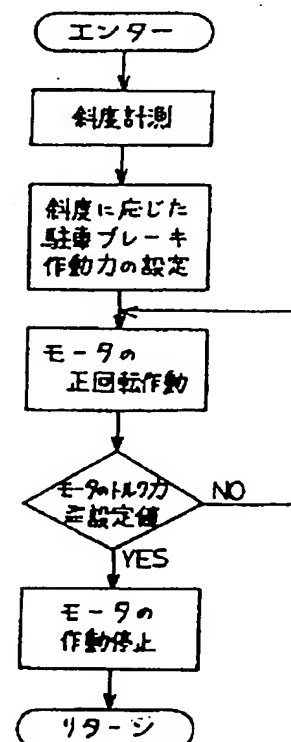 エンター
斜度計測
斜度に応じた
駐車ブレーキ
作動力の設定
モータの
正回転作動
モータのトルク力
≧設定値
NO
YES
モータの
作動停止
リターン